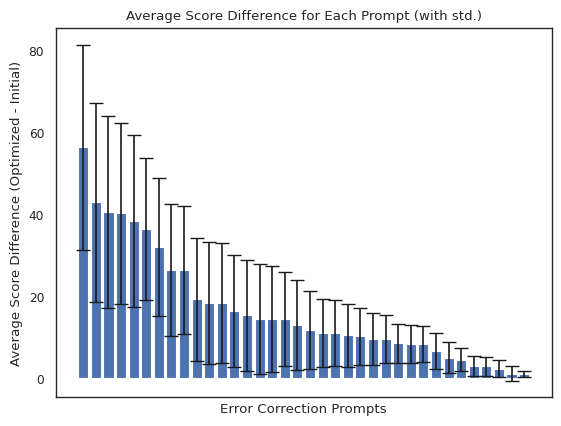 Average Score Difference for Each Prompt (with std.)
Average Score Difference (Optimized - Initial)
80
60
40
20
0
Error Correction Prompts